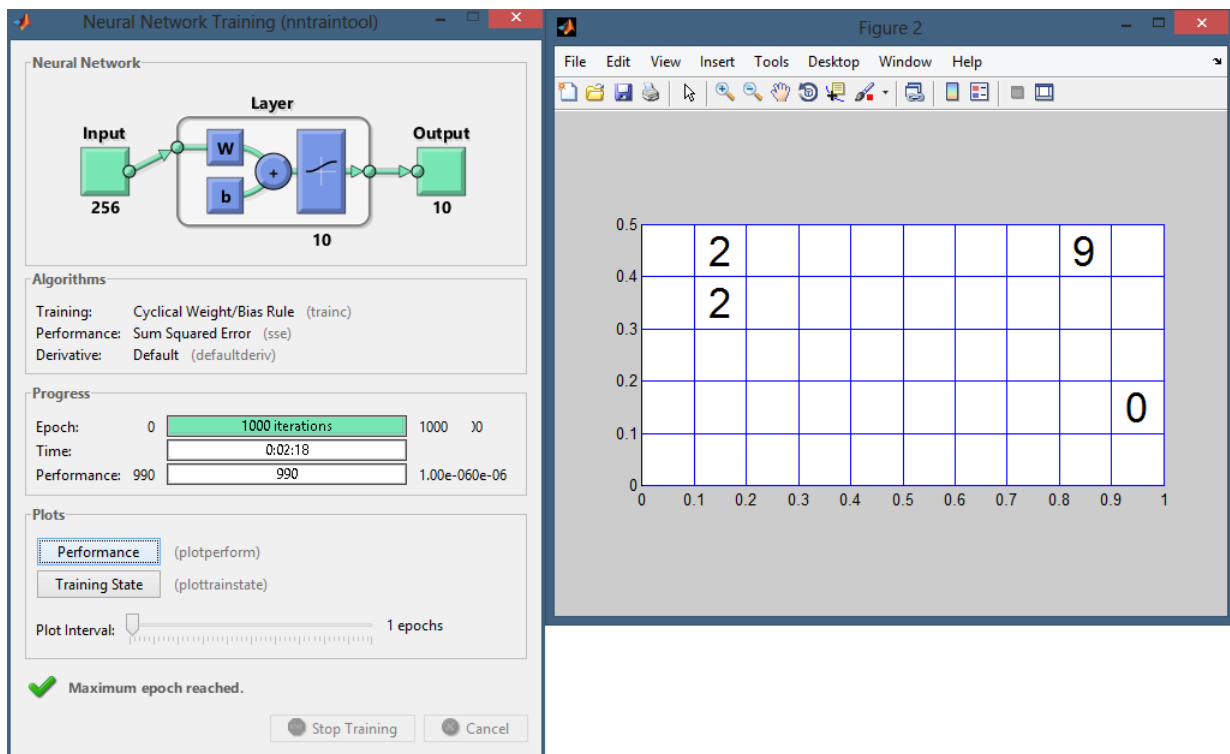 Neural Network Training (nntraintool)
Neural Network
Layer
Input
Output
W
b
+
256
10
10
Algorithms
Training: Cyclical Weight/Bias Rule (trainc)
Performance: Sum Squared Error (sse)
Derivative: Default (defaultderiv)
Progress
Epoch: 0 1000 iterations 1000
Time: 0:02:18
Performance: 990 990 1.00e-060e-06
Plots
Performance (plotperform)
Training State (plottrainstate)
Plot Interval: 1 epochs
Maximum epoch reached.
Stop Training Cancel
Figure 2
File Edit View Insert Tools Desktop Window Help
0.5
2 9
0.4
2
0.3
0.2
0
0.1
0
0 0.1 0.2 0.3 0.4 0.5 0.6 0.7 0.8 0.9 1